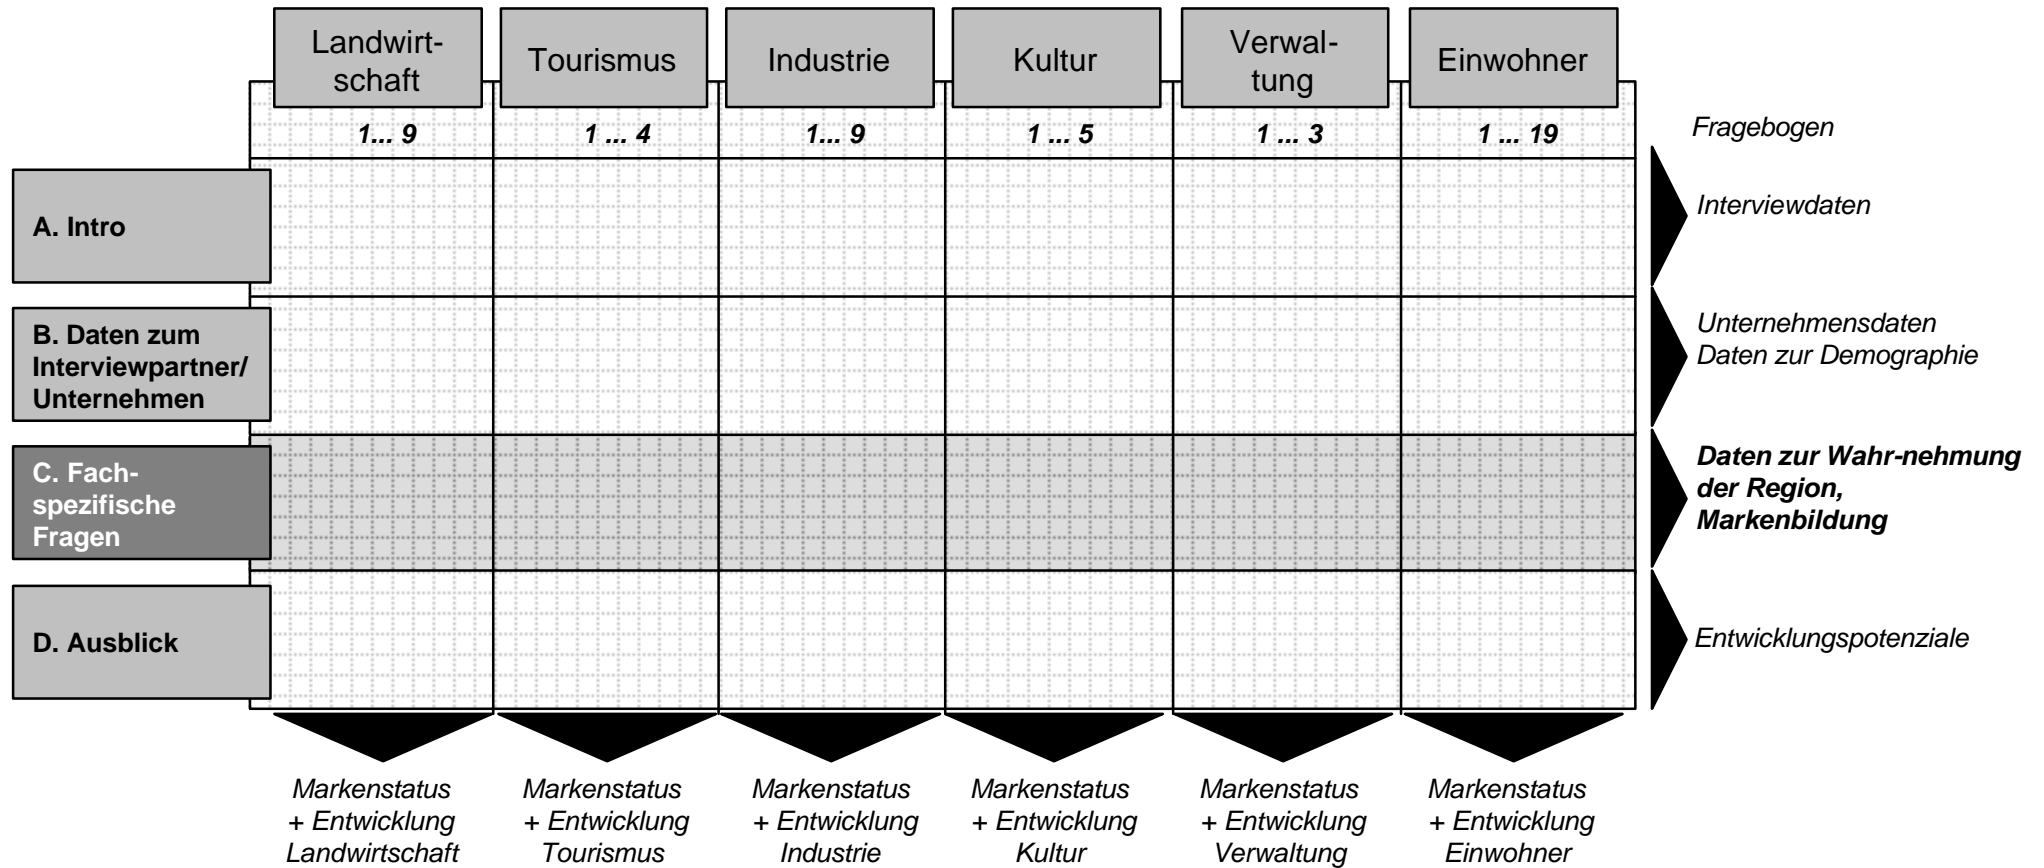 Landwirt-
schaft
Tourismus
Industrie
Kultur
Verwal-
tung
Einwohner
1... 9
1 ... 4
1... 9
1 ... 5
1 ... 3
1 ... 19
Fragebogen
A. Intro
Interviewdaten
B. Daten zum
Interviewpartner/
Unternehmen
Unternehmensdaten
Daten zur Demographie
C. Fach-
spezifische
Fragen
Daten zur Wahr-nehmung
der Region,
Markenbildung
D. Ausblick
Entwicklungspotenziale
Markenstatus
+ Entwicklung
Landwirtschaft
Markenstatus
+ Entwicklung
Tourismus
Markenstatus
+ Entwicklung
Industrie
Markenstatus
+ Entwicklung
Kultur
Markenstatus
+ Entwicklung
Verwaltung
Markenstatus
+ Entwicklung
Einwohner